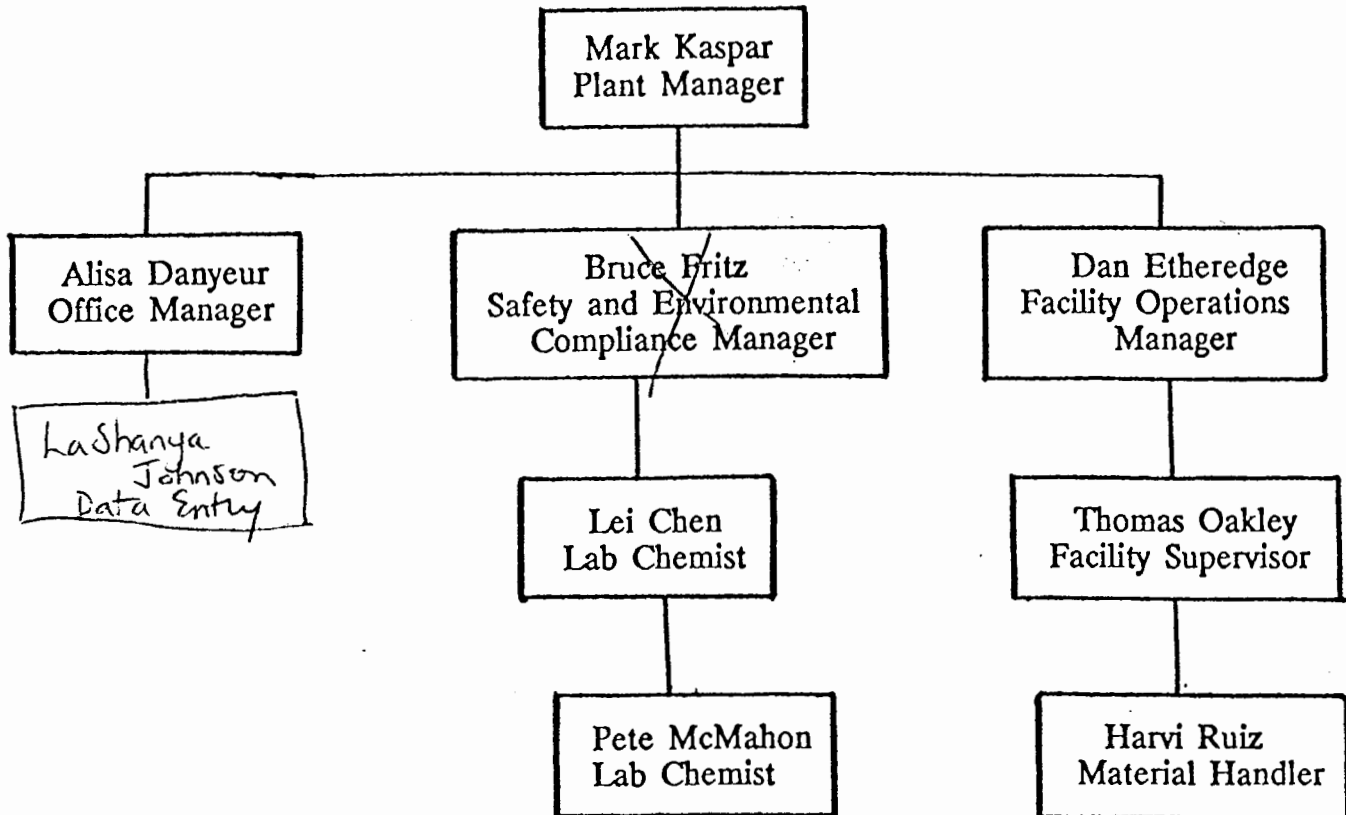 Mark Kaspar
Plant Manager
Alisa Danyeur
Office Manager
Bruce Fritz
Safety and Environmental
Compliance Manager
Dan Etheredge
Facility Operations
Manager
LaShanya
Johnson
Data Entry
Lei Chen
Lab Chemist
Thomas Oakley
Facility Supervisor
Pete McMahon
Lab Chemist
Harvi Ruiz
Material Handler